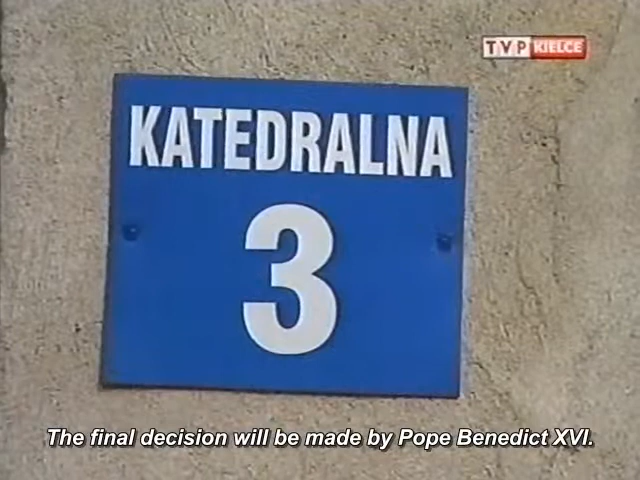 TVP KIELCE
KATEDRALNA
3
The final decision will be made by Pope Benedict XVI.